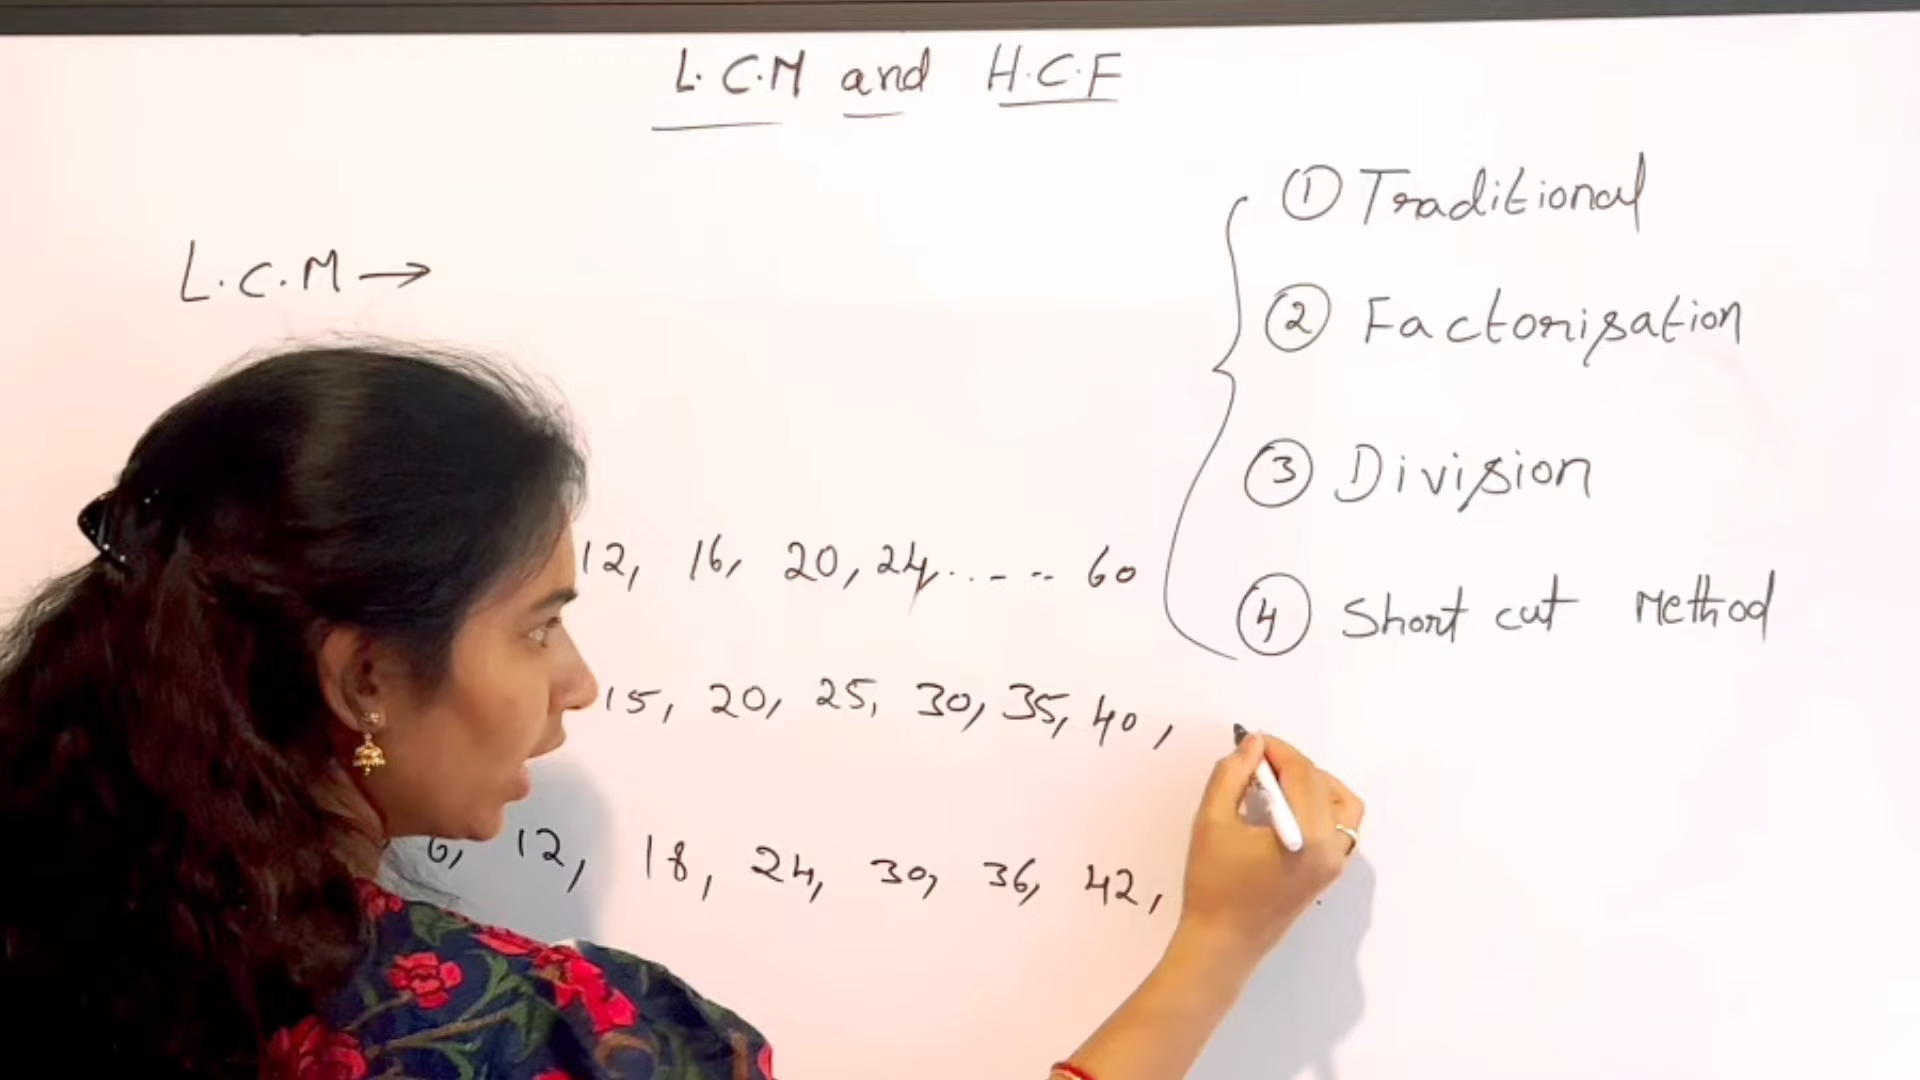 L.C.M and H.C.F
① Traditional
L.C.M →
② Factorisation
③ Division
12, 16, 20, 24, ..... 60
④ Short cut Method
15, 20, 25, 30, 35, 40,
6, 12, 18, 24, 30, 36, 42,